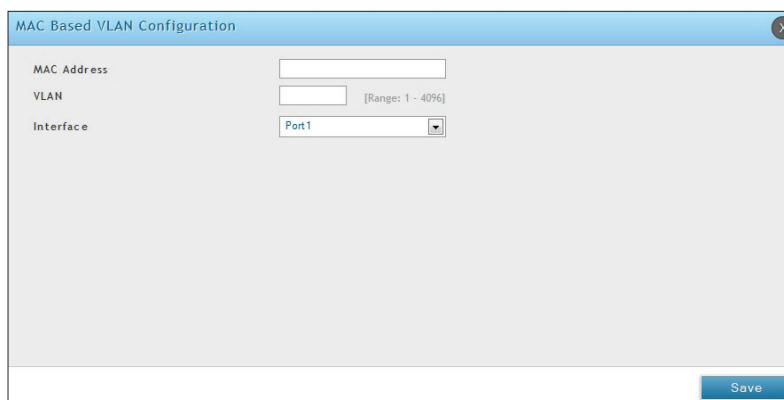 MAC Based VLAN Configuration
MAC Address
VLAN [Range: 1 - 4096]
Interface Port1
Save